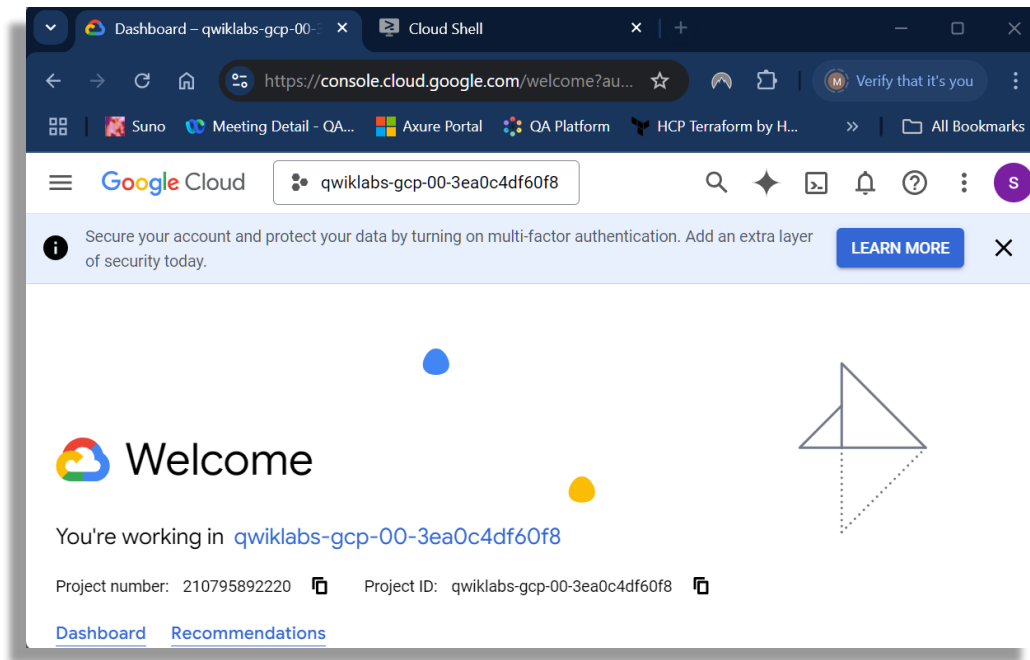 Dashboard – qwiklabs-gcp-00-3
Cloud Shell
https://console.cloud.google.com/welcome?au...
M
Verify that it's you
Suno
Meeting Detail - QA...
Axure Portal
QA Platform
HCP Terraform by H...
»
All Bookmarks
Google Cloud
qwiklabs-gcp-00-3ea0c4df60f8
S
Secure your account and protect your data by turning on multi-factor authentication. Add an extra layer
of security today.
LEARN MORE
Welcome
You're working in qwiklabs-gcp-00-3ea0c4df60f8
Project number: 210795892220
Project ID: qwiklabs-gcp-00-3ea0c4df60f8
Dashboard
Recommendations